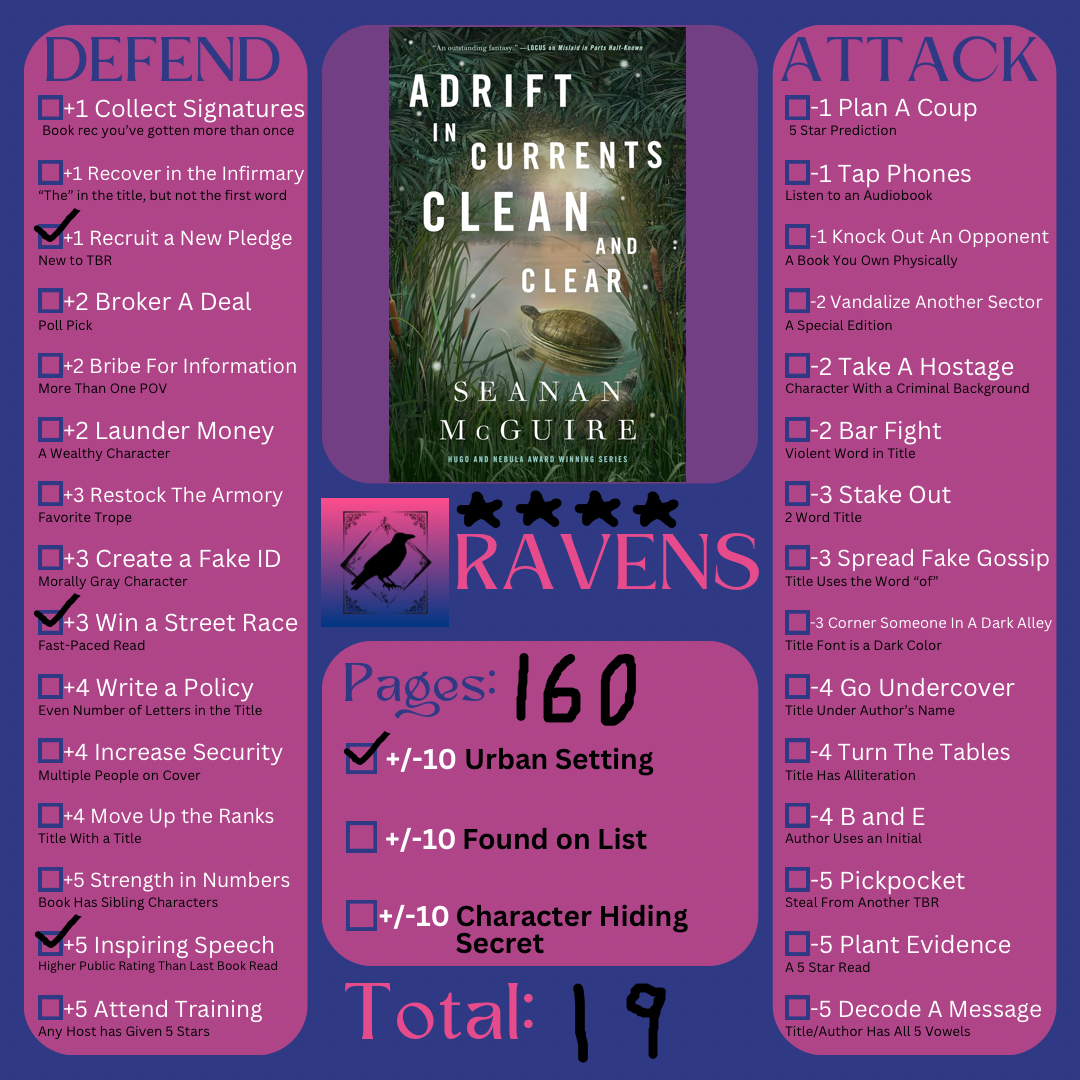 DEFEND
+1 Collect Signatures
Book rec you've gotten more than once
+1 Recover in the Infirmary
"The" in the title, but not the first word
+1 Recruit a New Pledge
New to TBR
+2 Broker A Deal
Poll Pick
+2 Bribe For Information
More Than One POV
+2 Launder Money
A Wealthy Character
+3 Restock The Armory
Favorite Trope
+3 Create a Fake ID
Morally Gray Character
+3 Win a Street Race
Fast-Paced Read
+4 Write a Policy
Even Number of Letters in the Title
+4 Increase Security
Multiple People on Cover
+4 Move Up the Ranks
Title With a Title
+5 Strength in Numbers
Book Has Sibling Characters
+5 Inspiring Speech
Higher Public Rating Than Last Book Read
+5 Attend Training
Any Host has Given 5 Stars
"An outstanding fantasy." —LOCUS on Mislaid in Parts Half-Known
ADRIFT
IN
CURRENTS
CLEAN
AND
CLEAR
SEANAN
McGUIRE
HUGO AND NEBULA AWARD WINNING SERIES
RAVENS
Pages: 160
+/-10 Urban Setting
+/-10 Found on List
+/-10 Character Hiding
Secret
Total: 19
ATTACK
-1 Plan A Coup
5 Star Prediction
-1 Tap Phones
Listen to an Audiobook
-1 Knock Out An Opponent
A Book You Own Physically
-2 Vandalize Another Sector
A Special Edition
-2 Take A Hostage
Character With a Criminal Background
-2 Bar Fight
Violent Word in Title
-3 Stake Out
2 Word Title
-3 Spread Fake Gossip
Title Uses the Word "of"
-3 Corner Someone In A Dark Alley
Title Font is a Dark Color
-4 Go Undercover
Title Under Author's Name
-4 Turn The Tables
Title Has Alliteration
-4 B and E
Author Uses an Initial
-5 Pickpocket
Steal From Another TBR
-5 Plant Evidence
A 5 Star Read
-5 Decode A Message
Title/Author Has All 5 Vowels